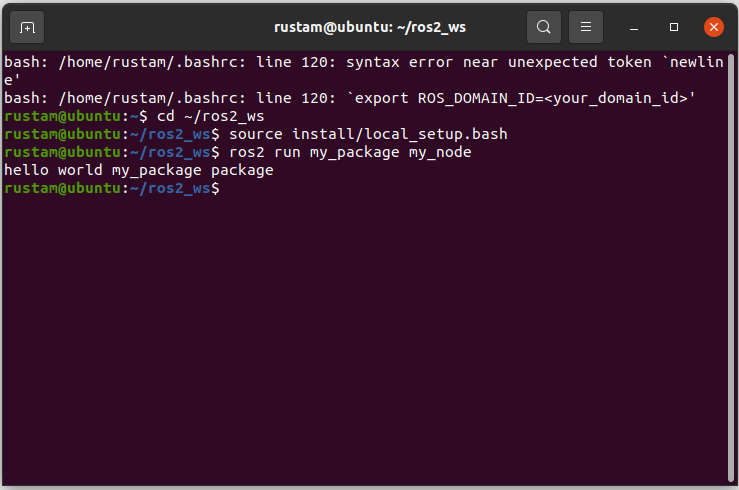 rustam@ubuntu: ~/ros2_ws
bash: /home/rustam/.bashrc: line 120: syntax error near unexpected token `newlin
e'
bash: /home/rustam/.bashrc: line 120: `export ROS_DOMAIN_ID=<your_domain_id>'
rustam@ubuntu:~$ cd ~/ros2_ws
rustam@ubuntu:~/ros2_ws$ source install/local_setup.bash
rustam@ubuntu:~/ros2_ws$ ros2 run my_package my_node
hello world my_package package
rustam@ubuntu:~/ros2_ws$